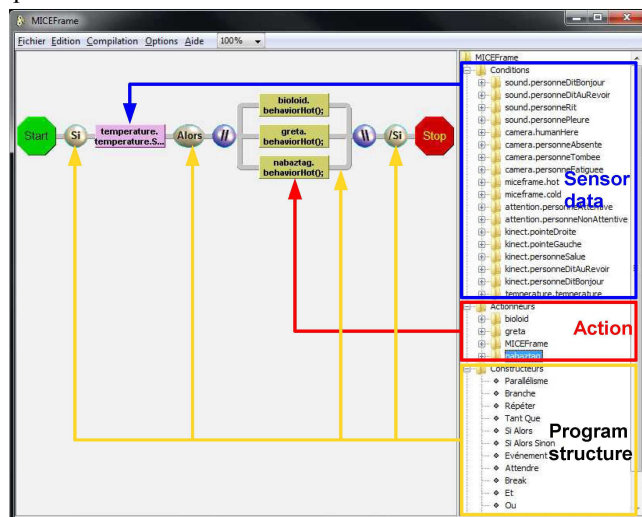 MICEFrame
Fichier Edition Compilation Options Aide 100%
Start
Si
temperature.
temperature.S...
Alors
//
bioloid.
behaviorHot();
greta.
behaviorHot();
nabaztag.
behaviorHot();
\\
/Si
Stop
MICEFrame
Conditions
sound.personneDitBonjour
sound.personneDitAuRevoir
sound.personneRit
sound.personnePleure
camera.humanHere
camera.personneAbsente
camera.personneTombee
camera.personneFatiguee
miceframe.hot
miceframe.cold
attention.personneAttentive
attention.personneNonAttentive
kinect.pointeDroite
kinect.pointeGauche
kinect.personneSalue
kinect.personneDitAuRevoir
kinect.personneDitBonjour
temperature.temperature
Sensor
data
Actionneurs
bioloid
greta
MICEFrame
nabaztag
Action
Constructeurs
Parallélisme
Branche
Répéter
Tant Que
Si Alors
Si Alors Sinon
Evénement
Attendre
Break
Et
Ou
Program
structure